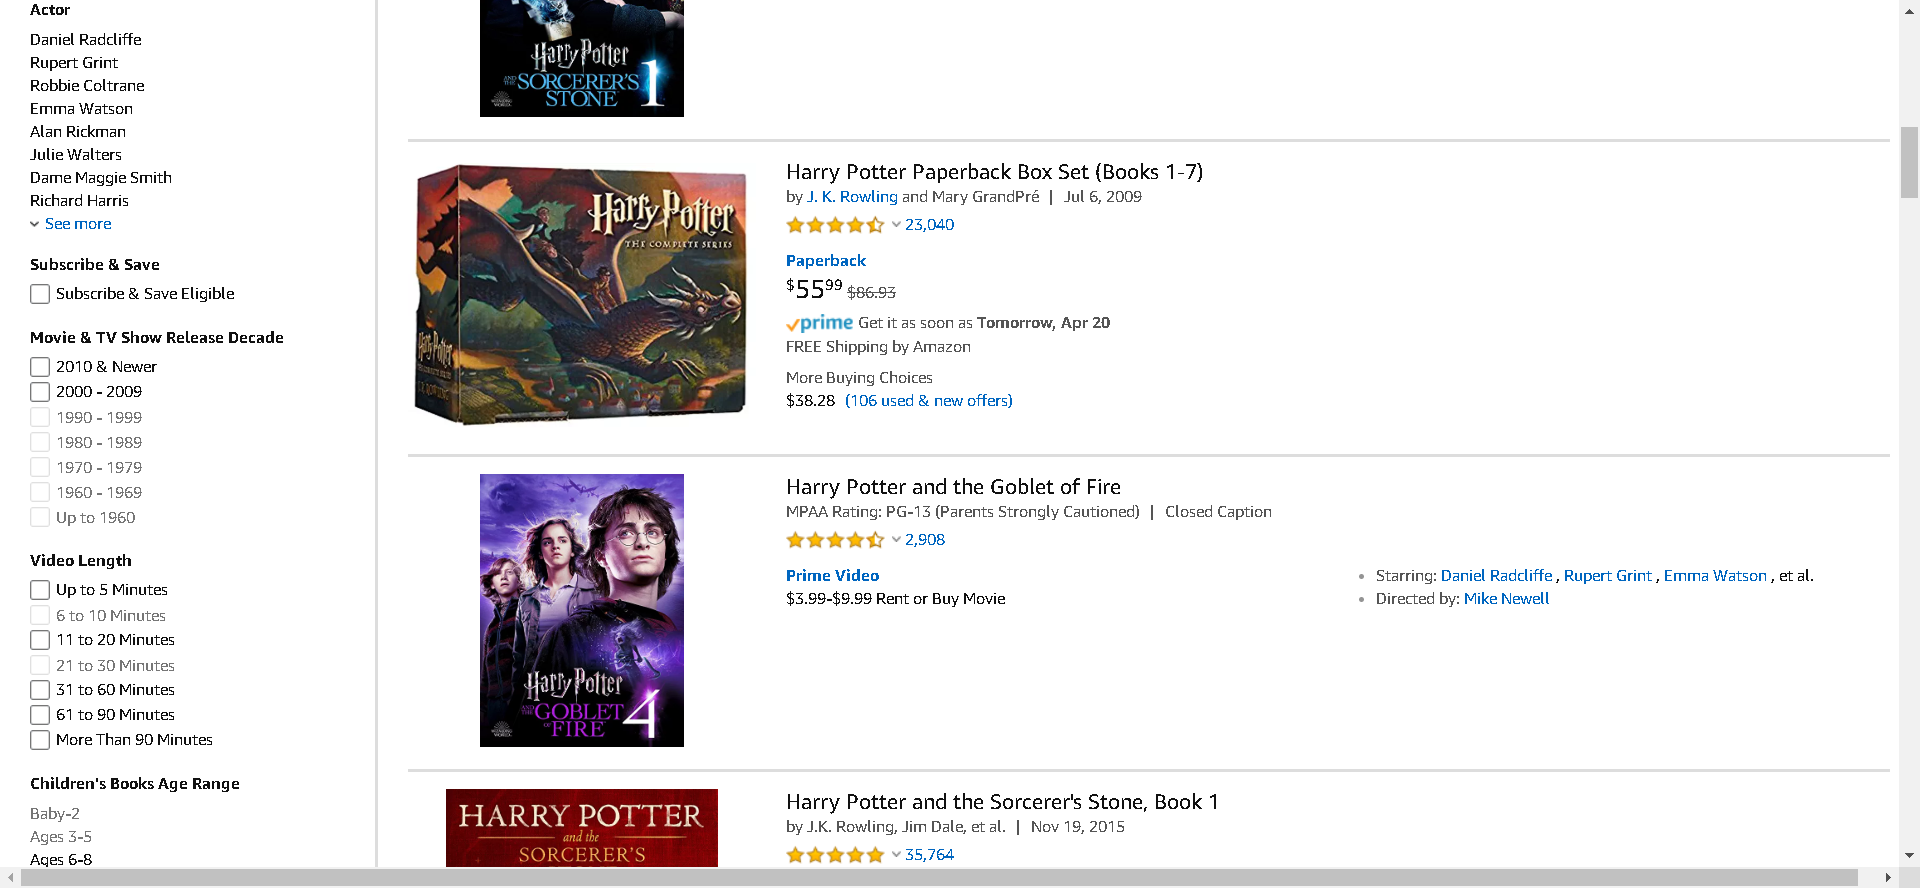 Actor
Daniel Radcliffe
Rupert Grint
Robbie Coltrane
Emma Watson
Alan Rickman
Julie Walters
Dame Maggie Smith
Richard Harris
See more
Subscribe & Save
Subscribe & Save Eligible
Movie & TV Show Release Decade
2010 & Newer
2000 - 2009
1990 - 1999
1980 - 1989
1970 - 1979
1960 - 1969
Up to 1960
Video Length
Up to 5 Minutes
6 to 10 Minutes
11 to 20 Minutes
21 to 30 Minutes
31 to 60 Minutes
61 to 90 Minutes
More Than 90 Minutes
Children's Books Age Range
Baby-2
Ages 3-5
Ages 6-8
Harry Potter
AND THE
SORCERER'S 1
STONE
Harry Potter
THE COMPLETE SERIES
Harry Potter
Harry Potter Paperback Box Set (Books 1-7)
by J. K. Rowling and Mary GrandPré | Jul 6, 2009
23,040
Paperback
$55 99 $86.93
prime Get it as soon as Tomorrow, Apr 20
FREE Shipping by Amazon
More Buying Choices
$38.28 (106 used & new offers)
Harry Potter
AND THE
GOBLET 4
OF
FIRE
Harry Potter and the Goblet of Fire
MPAA Rating: PG-13 (Parents Strongly Cautioned) | Closed Caption
2,908
Prime Video
$3.99-$9.99 Rent or Buy Movie
Starring: Daniel Radcliffe , Rupert Grint , Emma Watson , et al.
Directed by: Mike Newell
HARRY POTTER
and the
SORCERER'S
Harry Potter and the Sorcerer's Stone, Book 1
by J.K. Rowling, Jim Dale, et al. | Nov 19, 2015
35,764